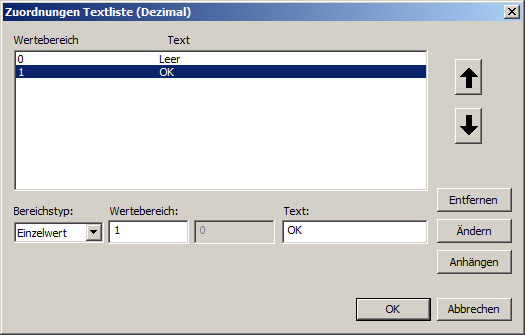 Zuordnungen Textliste (Dezimal)
Wertebereich Text
0 Leer
1 OK
Bereichstyp: Wertebereich: Text:
Einzelwert 1 0 OK
Entfernen
Ändern
Anhängen
OK Abbrechen